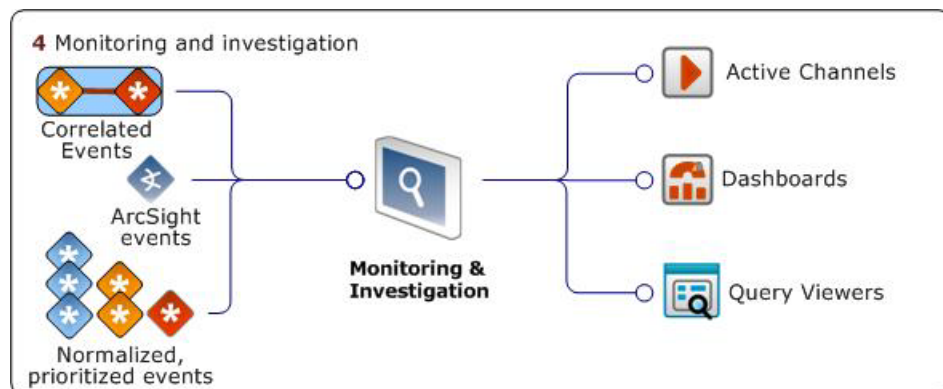 4 Monitoring and investigation
Correlated
Events
ArcSight
events
Normalized,
prioritized events
Monitoring &
Investigation
Active Channels
Dashboards
Query Viewers